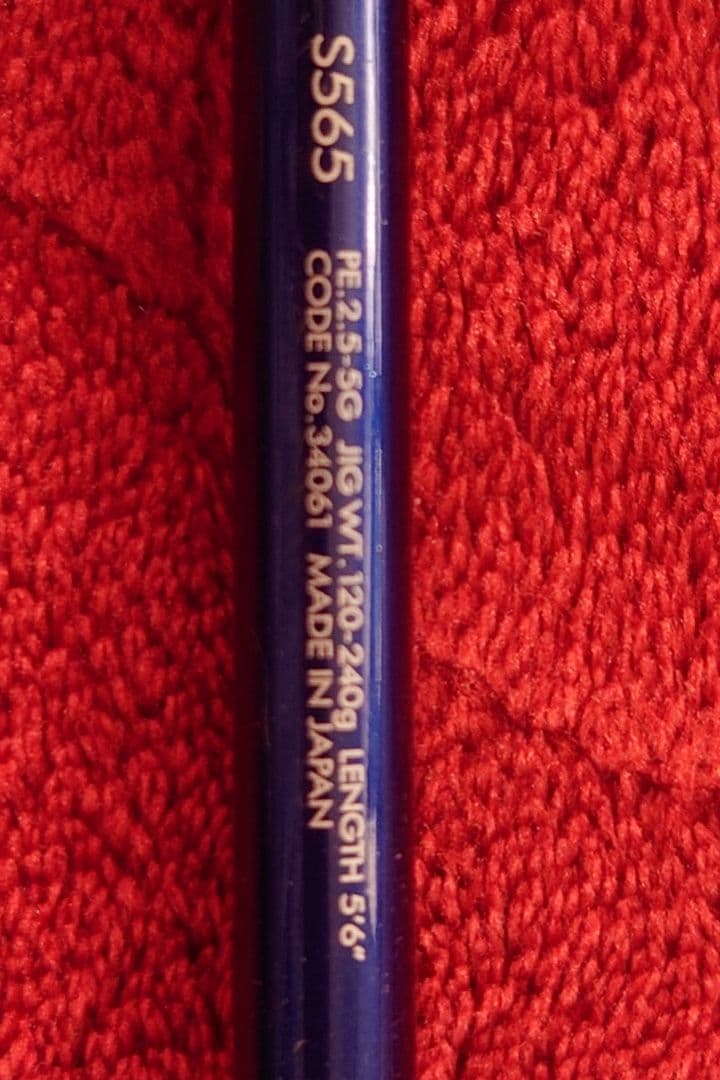 S565
PE.2.5-5G JIG WT.120-240g LENGTH 5'6"
CODE No.34061 MADE IN JAPAN